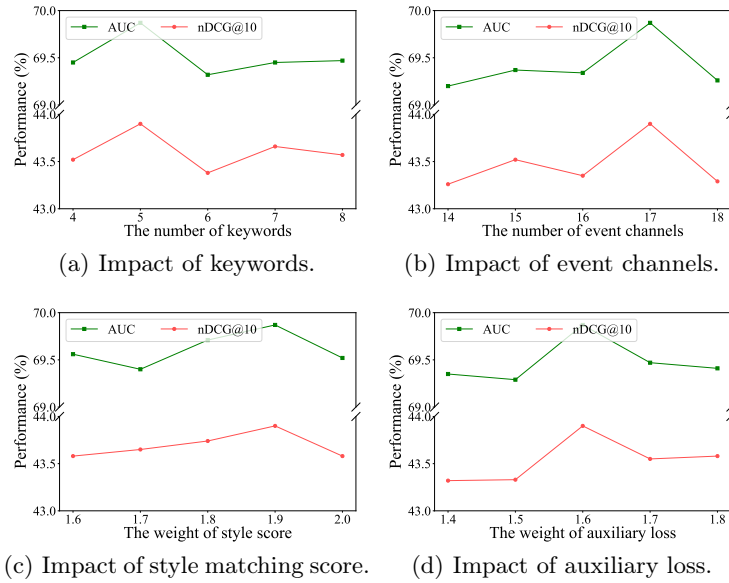 70.0
AUC nDCG@10
69.5
69.0
44.0
43.5
43.0
Performance (%)
4 5 6 7 8
The number of keywords
(a) Impact of keywords.
70.0
AUC nDCG@10
69.5
69.0
44.0
43.5
43.0
Performance (%)
14 15 16 17 18
The number of event channels
(b) Impact of event channels.
70.0
AUC nDCG@10
69.5
69.0
44.0
43.5
43.0
Performance (%)
1.6 1.7 1.8 1.9 2.0
The weight of style score
(c) Impact of style matching score.
70.0
AUC nDCG@10
69.5
69.0
44.0
43.5
43.0
Performance (%)
1.4 1.5 1.6 1.7 1.8
The weight of auxiliary loss
(d) Impact of auxiliary loss.